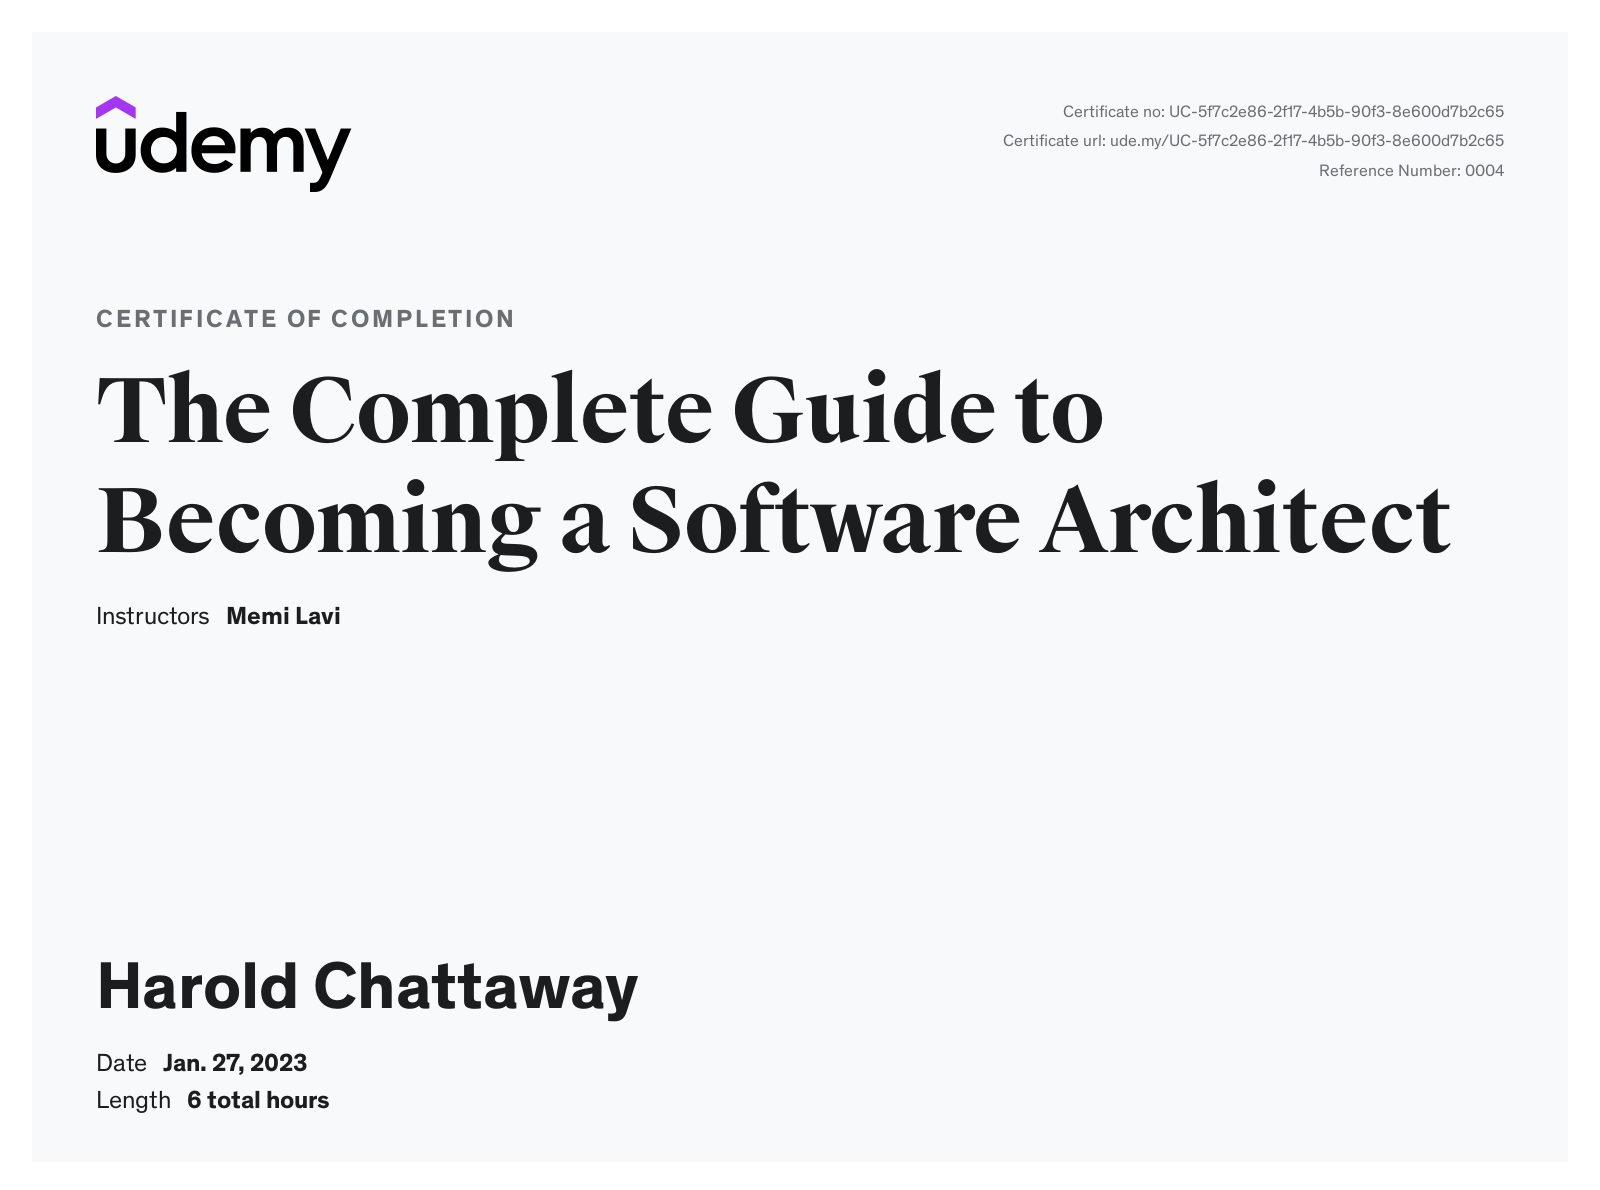 udemy
Certificate no: UC-5f7c2e86-2f17-4b5b-90f3-8e600d7b2c65
Certificate url: ude.my/UC-5f7c2e86-2f17-4b5b-90f3-8e600d7b2c65
Reference Number: 0004
CERTIFICATE OF COMPLETION
The Complete Guide to
Becoming a Software Architect
Instructors Memi Lavi
Harold Chattaway
Date Jan. 27, 2023
Length 6 total hours